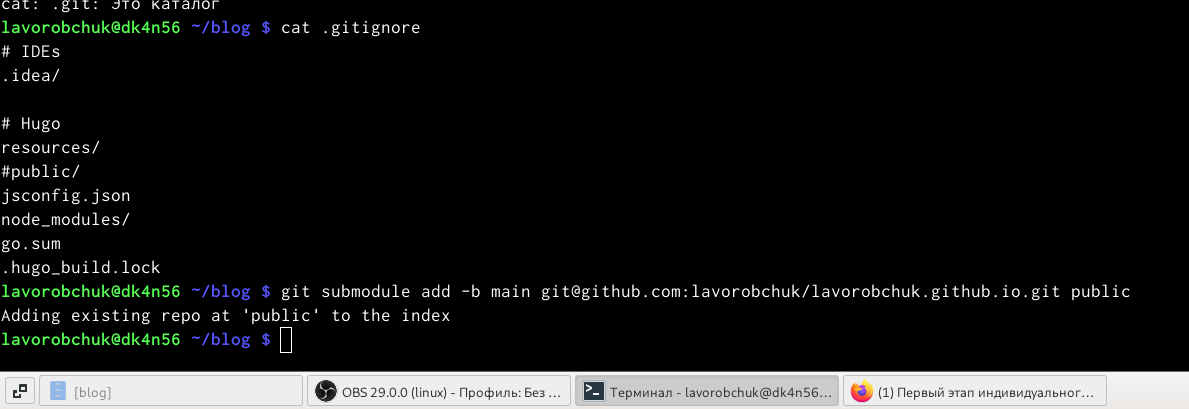 cat: .git: Это каталог
lavorobchuk@dk4n56 ~/blog $ cat .gitignore
# IDEs
.idea/
# Hugo
resources/
#public/
jsconfig.json
node_modules/
go.sum
.hugo_build.lock
lavorobchuk@dk4n56 ~/blog $ git submodule add -b main git@github.com:lavorobchuk/lavorobchuk.github.io.git public
Adding existing repo at 'public' to the index
lavorobchuk@dk4n56 ~/blog $
[blog]
OBS 29.0.0 (linux) - Профиль: Без ...
Терминал - lavorobchuk@dk4n56...
(1) Первый этап индивидуальног...